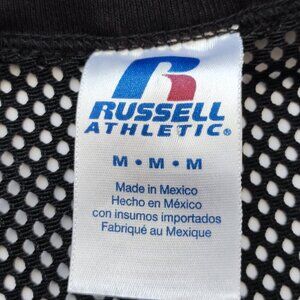 R
RUSSELL
ATHLETIC®
M • M • M
Made in Mexico
Hecho en México
con insumos importados
Fabriqué au Mexique